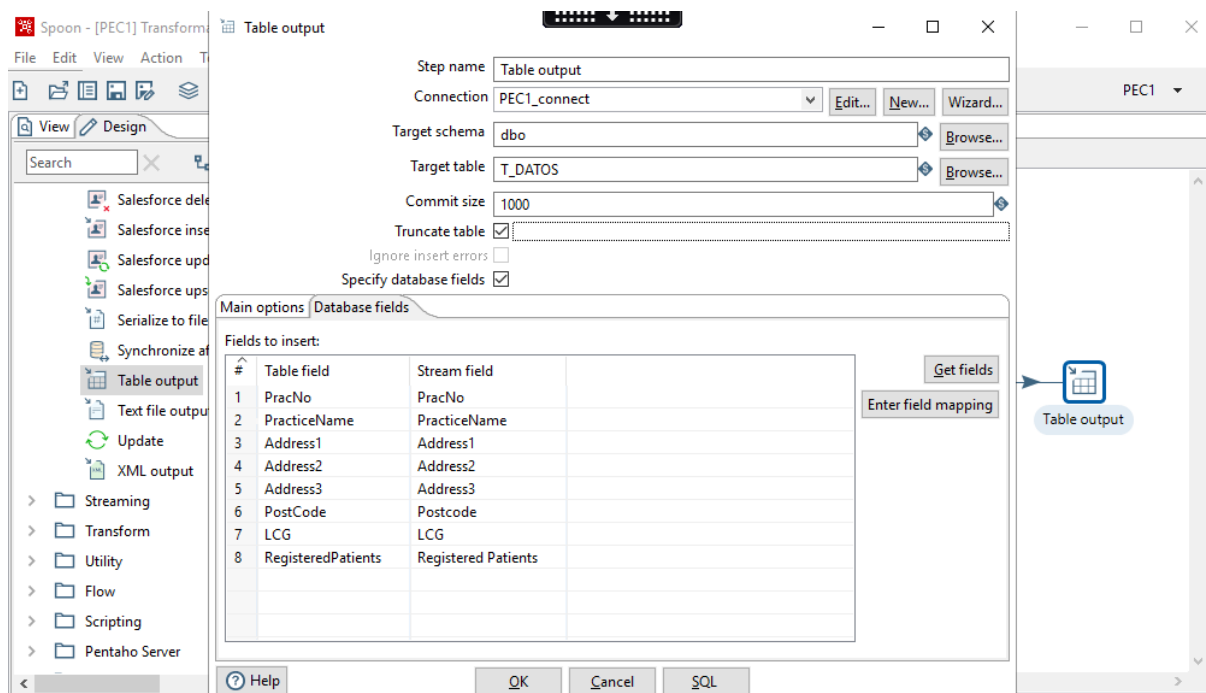 Spoon - [PEC1] Transforma
File Edit View Action T
View Design
Search
Salesforce dele
Salesforce inse
Salesforce upd
Salesforce ups
Serialize to file
Synchronize af
Table output
Text file outpu
Update
XML output
Streaming
Transform
Utility
Flow
Scripting
Pentaho Server
Table output
Step name Table output
Connection PEC1_connect Edit... New... Wizard...
Target schema dbo Browse...
Target table T_DATOS Browse...
Commit size 1000
Truncate table
Ignore insert errors
Specify database fields
Main options Database fields
Fields to insert:
# Table field Stream field
1 PracNo PracNo
2 PracticeName PracticeName
3 Address1 Address1
4 Address2 Address2
5 Address3 Address3
6 PostCode Postcode
7 LCG LCG
8 RegisteredPatients Registered Patients
Get fields
Enter field mapping
Help OK Cancel SQL
PEC1
Table output